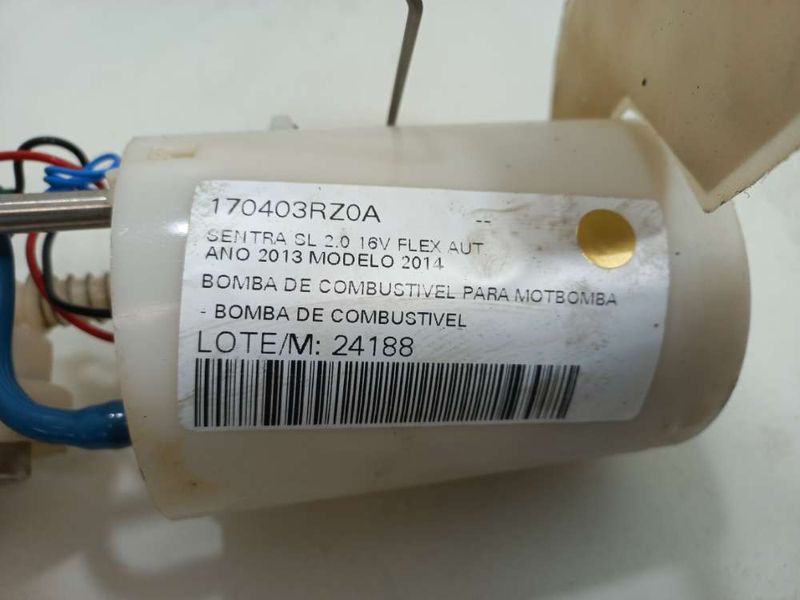 170403RZ0A --
SENTRA SL 2.0 16V FLEX AUT.
ANO 2013 MODELO 2014
BOMBA DE COMBUSTIVEL PARA MOTBOMBA
- BOMBA DE COMBUSTIVEL
LOTE/M: 24188